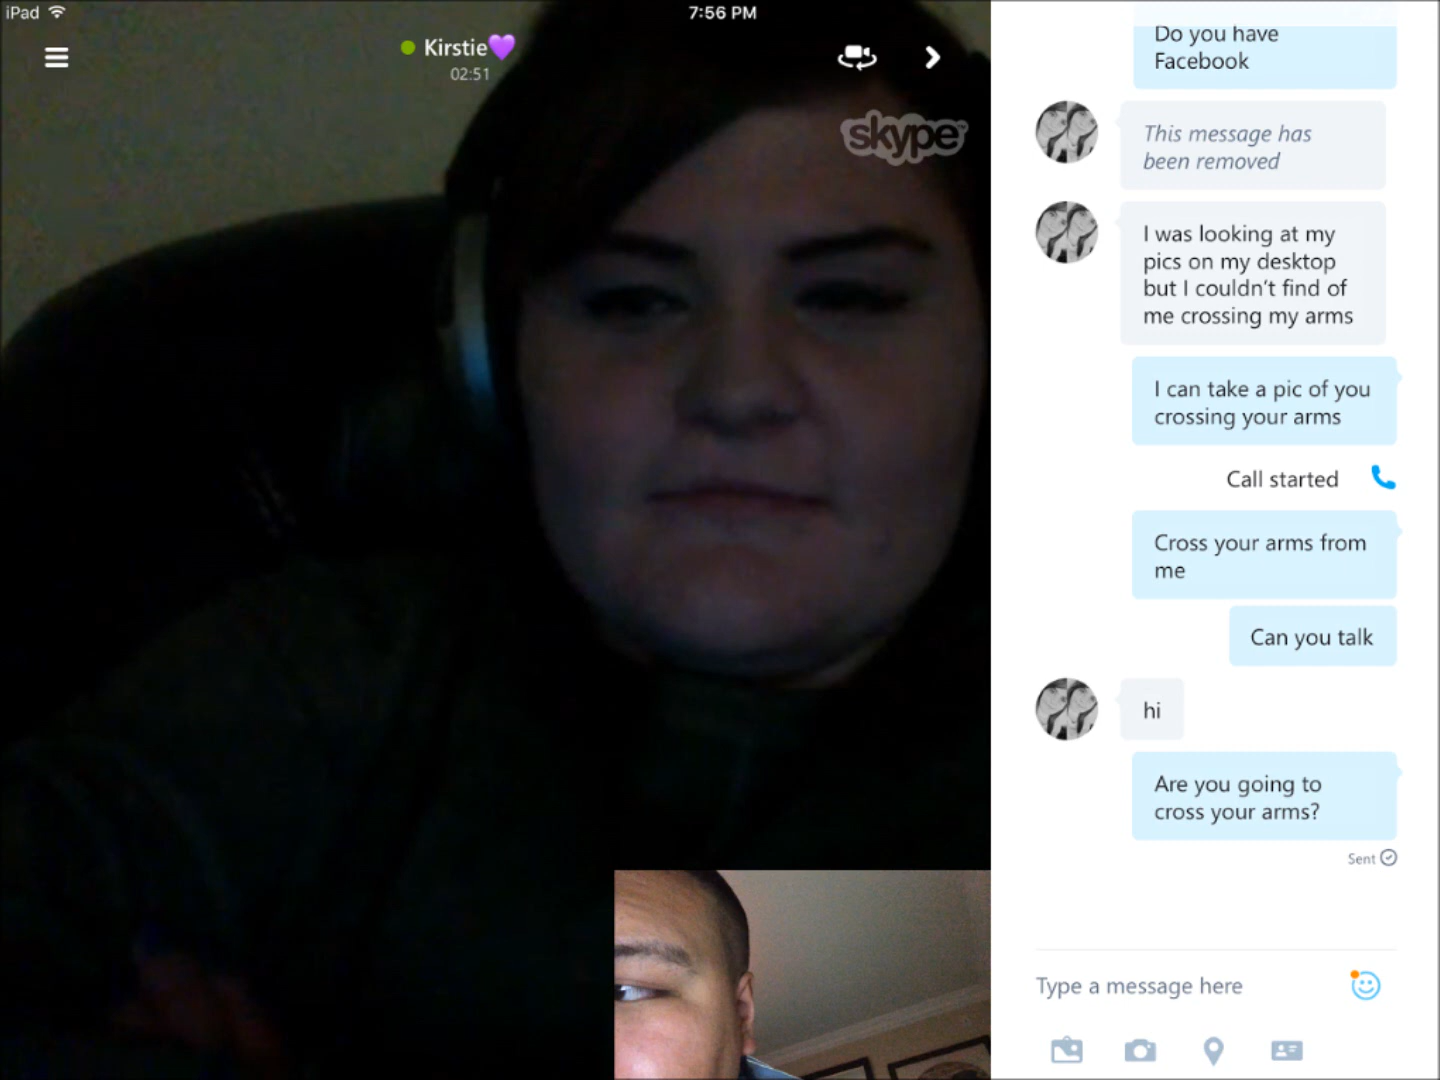 iPad
7:56 PM
Kirstie💜
02:51
skype
Do you have
Facebook
This message has
been removed
I was looking at my
pics on my desktop
but I couldn't find of
me crossing my arms
I can take a pic of you
crossing your arms
Call started
Cross your arms from
me
Can you talk
hi
Are you going to
cross your arms?
Sent
Type a message here